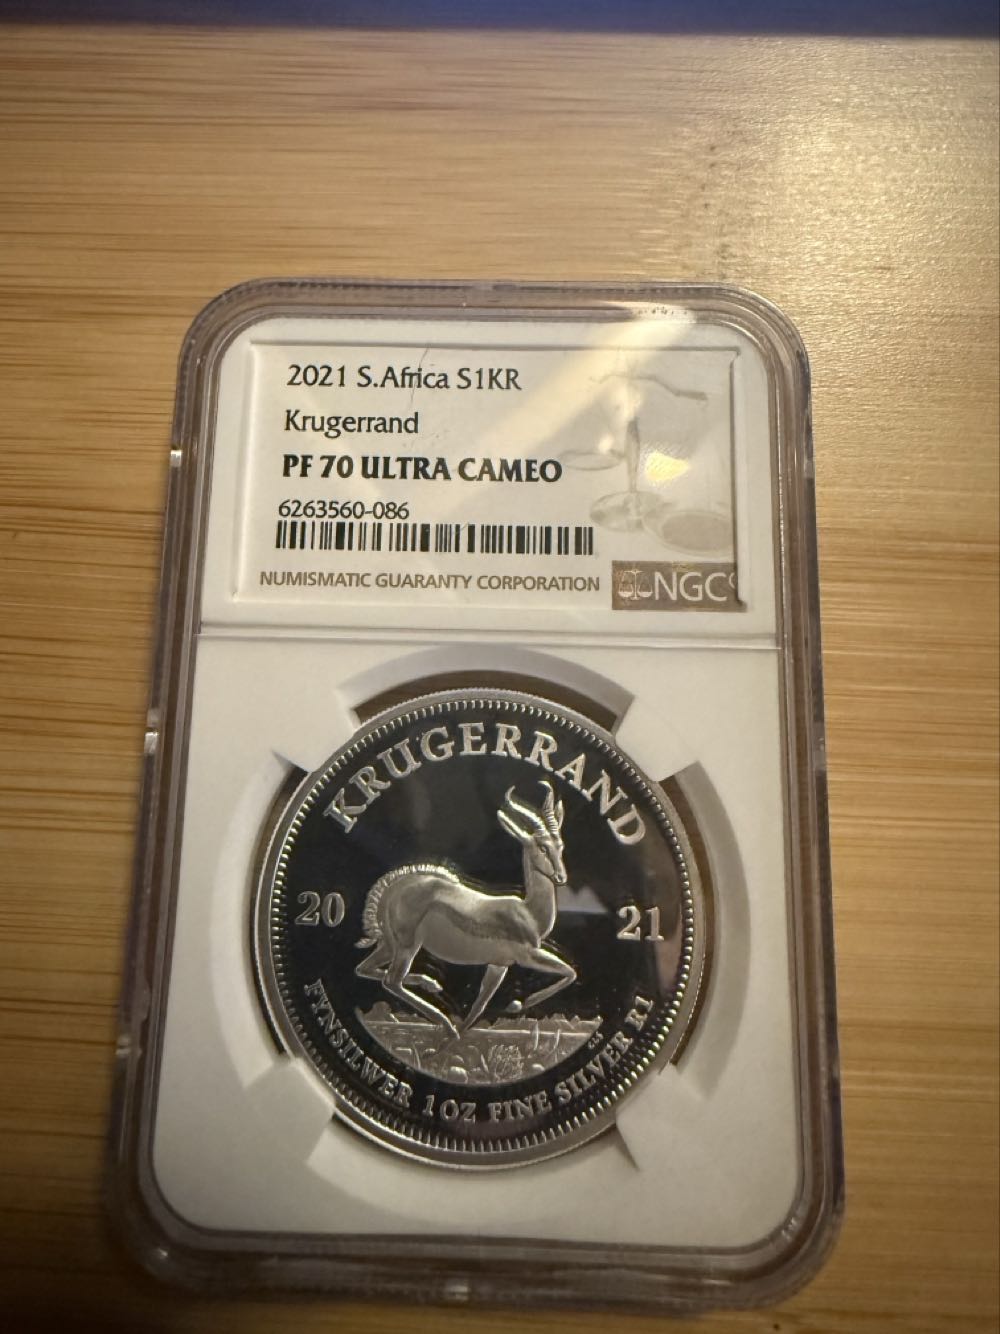 2021 S.Africa S1KR
Krugerrand
PF 70 ULTRA CAMEO
6263560-086
NUMISMATIC GUARANTY CORPORATION
NGC
KRUGERRAND
20 21
FYNSILWER 1 OZ FINE SILVER R1